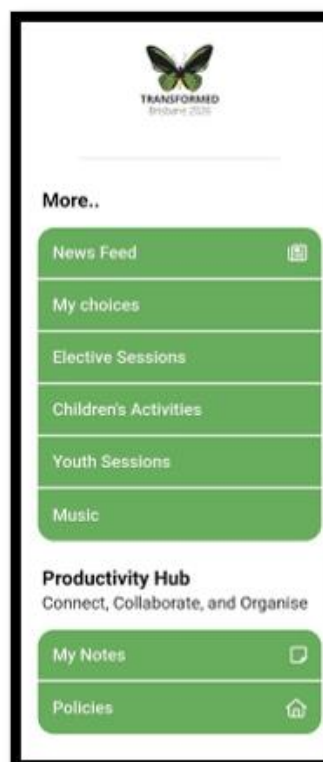 TRANSFORMED
Brisbane 2026
More..
News Feed
My choices
Elective Sessions
Children's Activities
Youth Sessions
Music
Productivity Hub
Connect, Collaborate, and Organise
My Notes
Policies